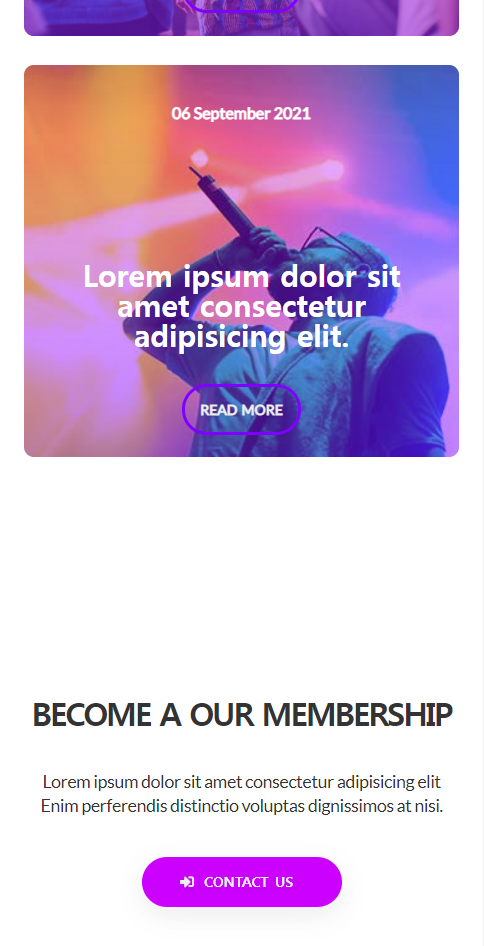 06 September 2021
Lorem ipsum dolor sit
amet consectetur
adipisicing elit.
READ MORE
BECOME A OUR MEMBERSHIP
Lorem ipsum dolor sit amet consectetur adipisicing elit
Enim perferendis distinctio voluptas dignissimos at nisi.
CONTACT US